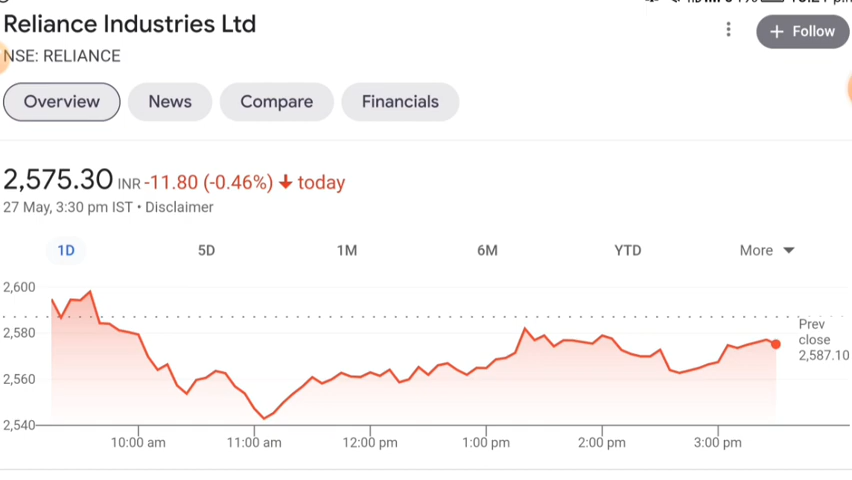 Reliance Industries Ltd
+ Follow
NSE: RELIANCE
Overview
News
Compare
Financials
2,575.30 INR -11.80 (-0.46%) ↓ today
27 May, 3:30 pm IST • Disclaimer
1D
5D
1M
6M
YTD
More
2,600
2,580
2,560
2,540
Prev
close
2,587.10
10:00 am
11:00 am
12:00 pm
1:00 pm
2:00 pm
3:00 pm